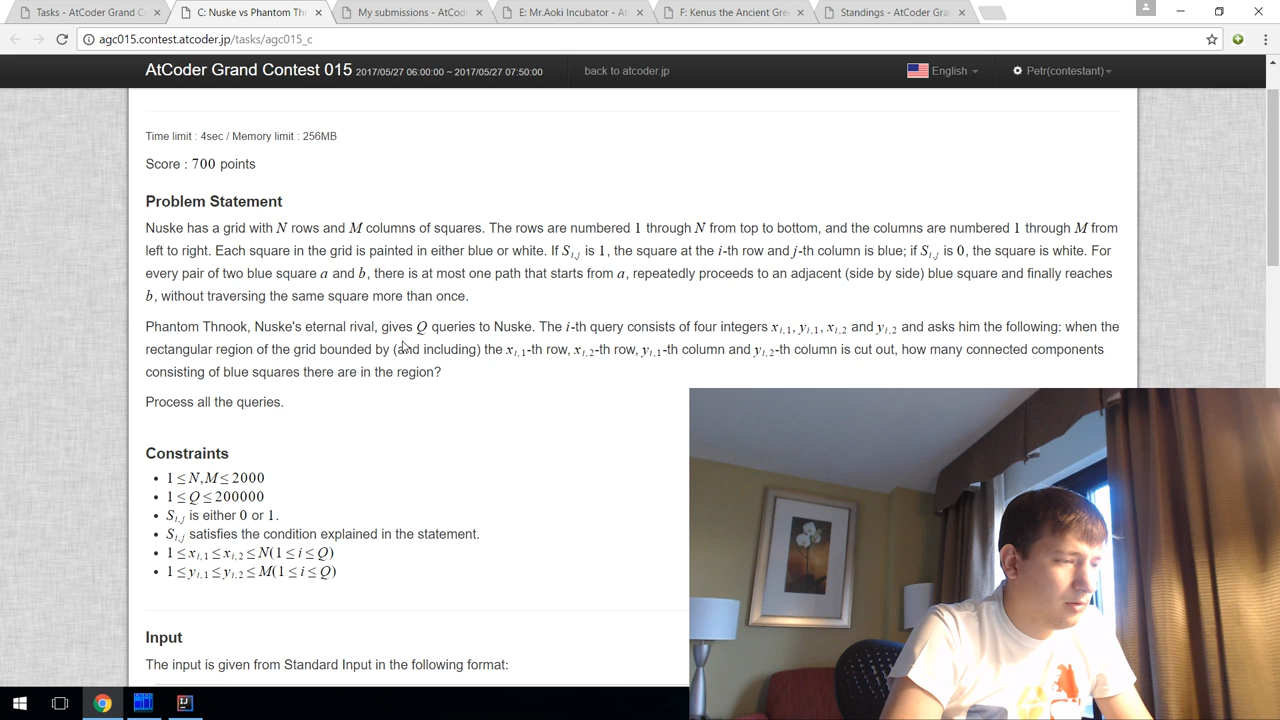 Tasks - AtCoder Grand C
C: Nuske vs Phantom Th
My submissions - AtCod
E: Mr.Aoki Incubator - A
F: Kenus the Ancient Gre
Standings - AtCoder Gra
agc015.contest.atcoder.jp/tasks/agc015_c
AtCoder Grand Contest 015 2017/05/27 06:00:00 ~ 2017/05/27 07:50:00 back to atcoder.jp English Petr(contestant)
Time limit : 4sec / Memory limit : 256MB
Score : 700 points
Problem Statement
Nuske has a grid with N rows and M columns of squares. The rows are numbered 1 through N from top to bottom, and the columns are numbered 1 through M from
left to right. Each square in the grid is painted in either blue or white. If S_{i,j} is 1, the square at the i-th row and j-th column is blue; if S_{i,j} is 0, the square is white. For
every pair of two blue square a and b, there is at most one path that starts from a, repeatedly proceeds to an adjacent (side by side) blue square and finally reaches
b, without traversing the same square more than once.
Phantom Thnook, Nuske's eternal rival, gives Q queries to Nuske. The i-th query consists of four integers x_{i,1}, y_{i,1}, x_{i,2} and y_{i,2} and asks him the following: when the
rectangular region of the grid bounded by (and including) the x_{i,1}-th row, x_{i,2}-th row, y_{i,1}-th column and y_{i,2}-th column is cut out, how many connected components
consisting of blue squares there are in the region?
Process all the queries.
Constraints
• 1 ≤ N,M ≤ 2000
• 1 ≤ Q ≤ 200000
• S_{i,j} is either 0 or 1.
• S_{i,j} satisfies the condition explained in the statement.
• 1 ≤ x_{i,1} ≤ x_{i,2} ≤ N(1 ≤ i ≤ Q)
• 1 ≤ y_{i,1} ≤ y_{i,2} ≤ M(1 ≤ i ≤ Q)
Input
The input is given from Standard Input in the following format: